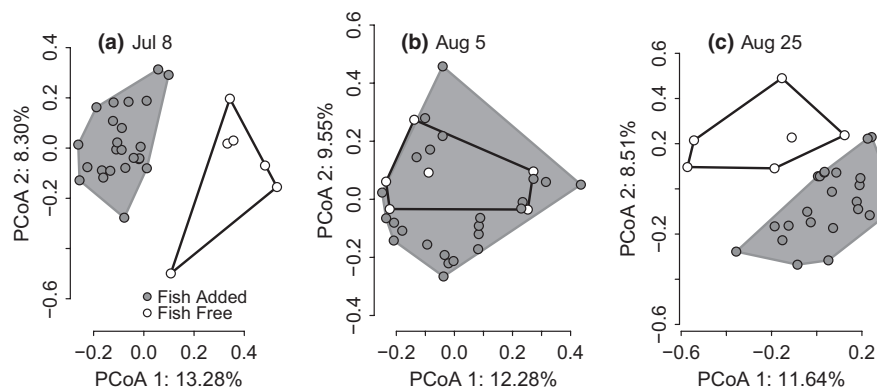 (a) Jul 8
0.4
0.2
0.0
−0.2
−0.6
PCoA 2: 8.30%
Fish Added
Fish Free
−0.2 0.0 0.2 0.4
PCoA 1: 13.28%
(b) Aug 5
0.6
0.4
0.2
0.0
−0.2
−0.4
PCoA 2: 9.55%
−0.2 0.0 0.2 0.4
PCoA 1: 12.28%
(c) Aug 25
0.6
0.2
−0.2
−0.6
PCoA 2: 8.51%
−0.6 −0.2 0.2
PCoA 1: 11.64%